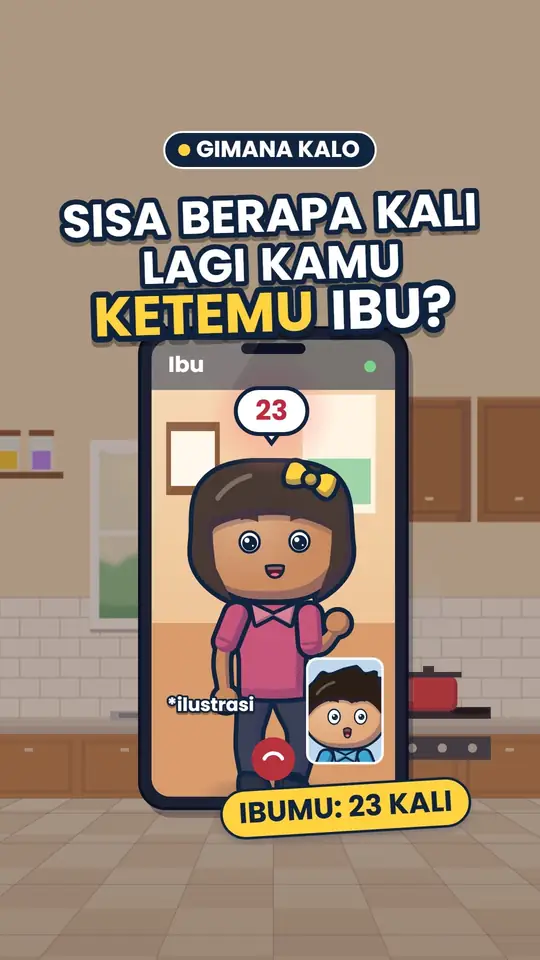 GIMANA KALO
SISA BERAPA KALI
LAGI KAMU
KETEMU IBU?
Ibu
23
*ilustrasi
IBUMU: 23 KALI